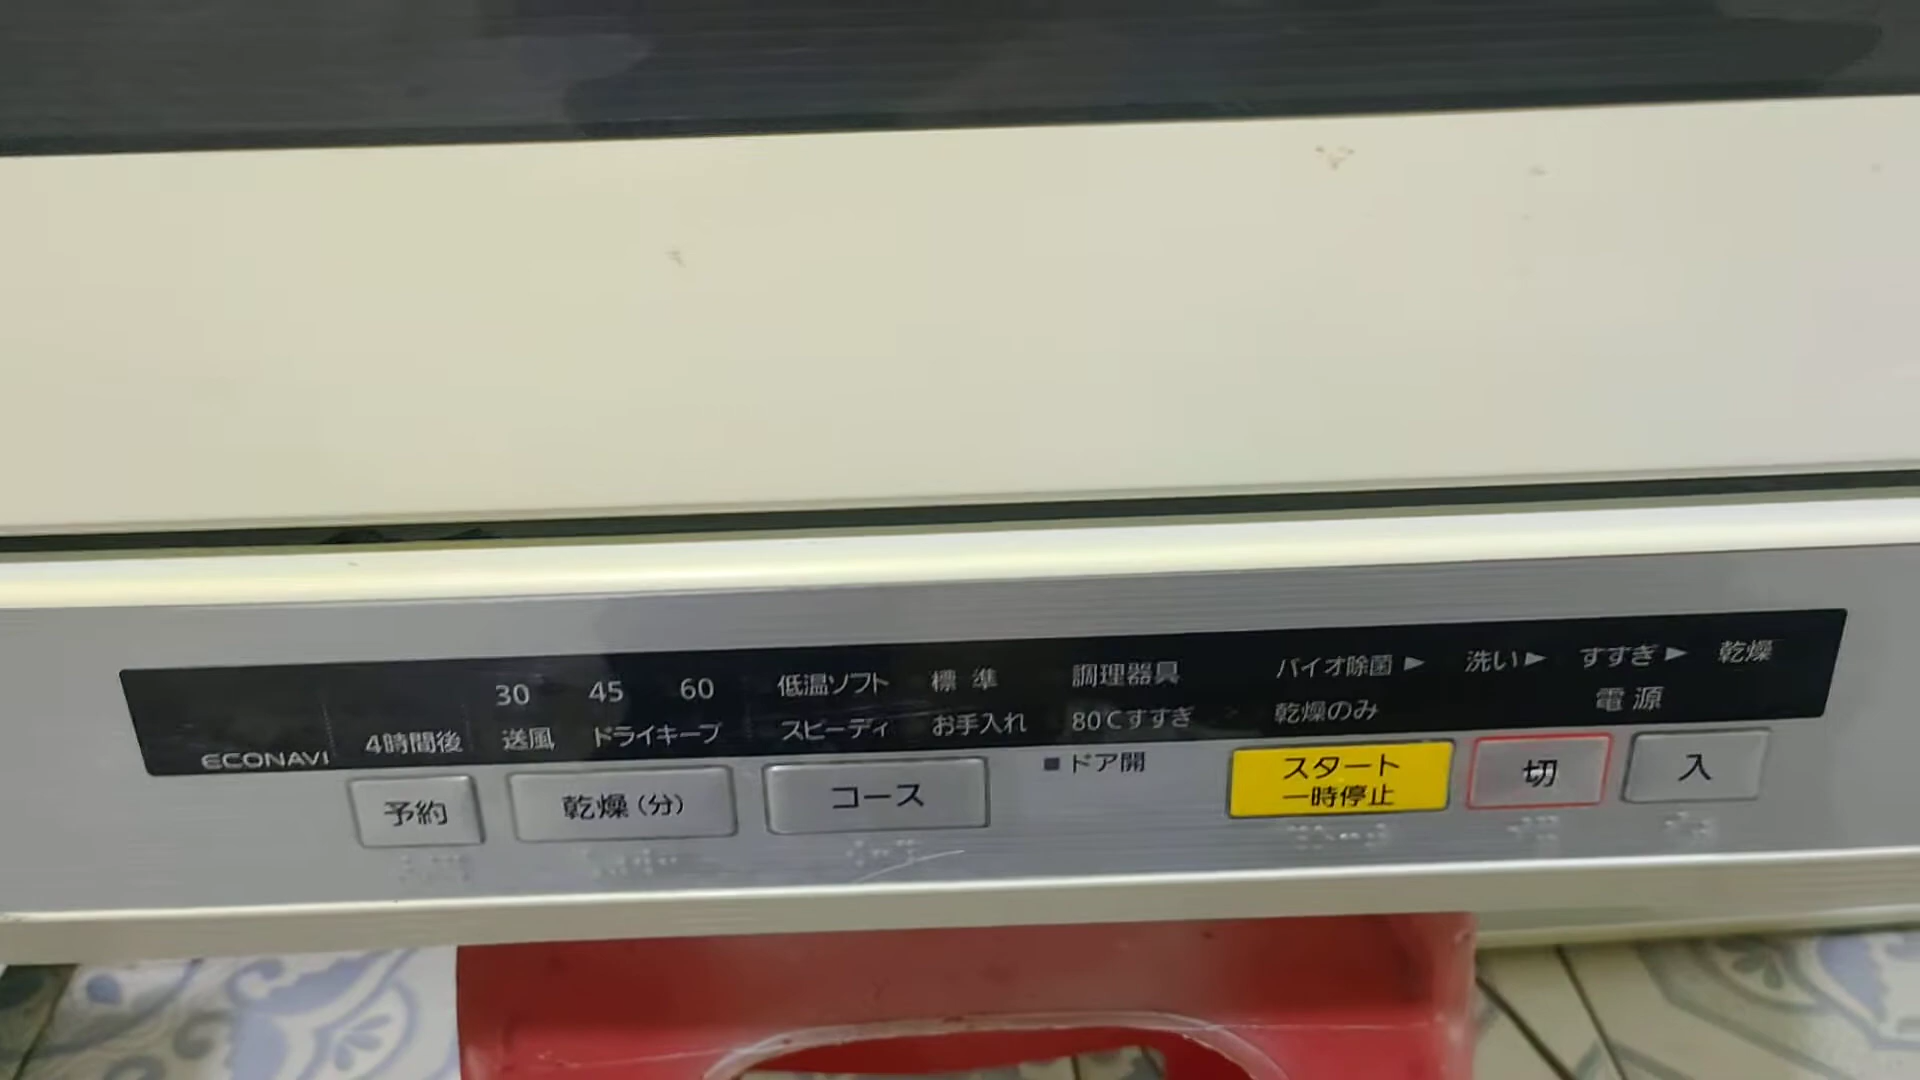 30 45 60 低温ソフト 標準 調理器具 バイオ除菌 ▶ 洗い ▶ すすぎ ▶ 乾燥
ECONAVI 4時間後 送風 ドライキープ スピーディ お手入れ 80Cすすぎ 乾燥のみ 電源
■ドア開
予約 乾燥(分) コース スタート 切 入
一時停止